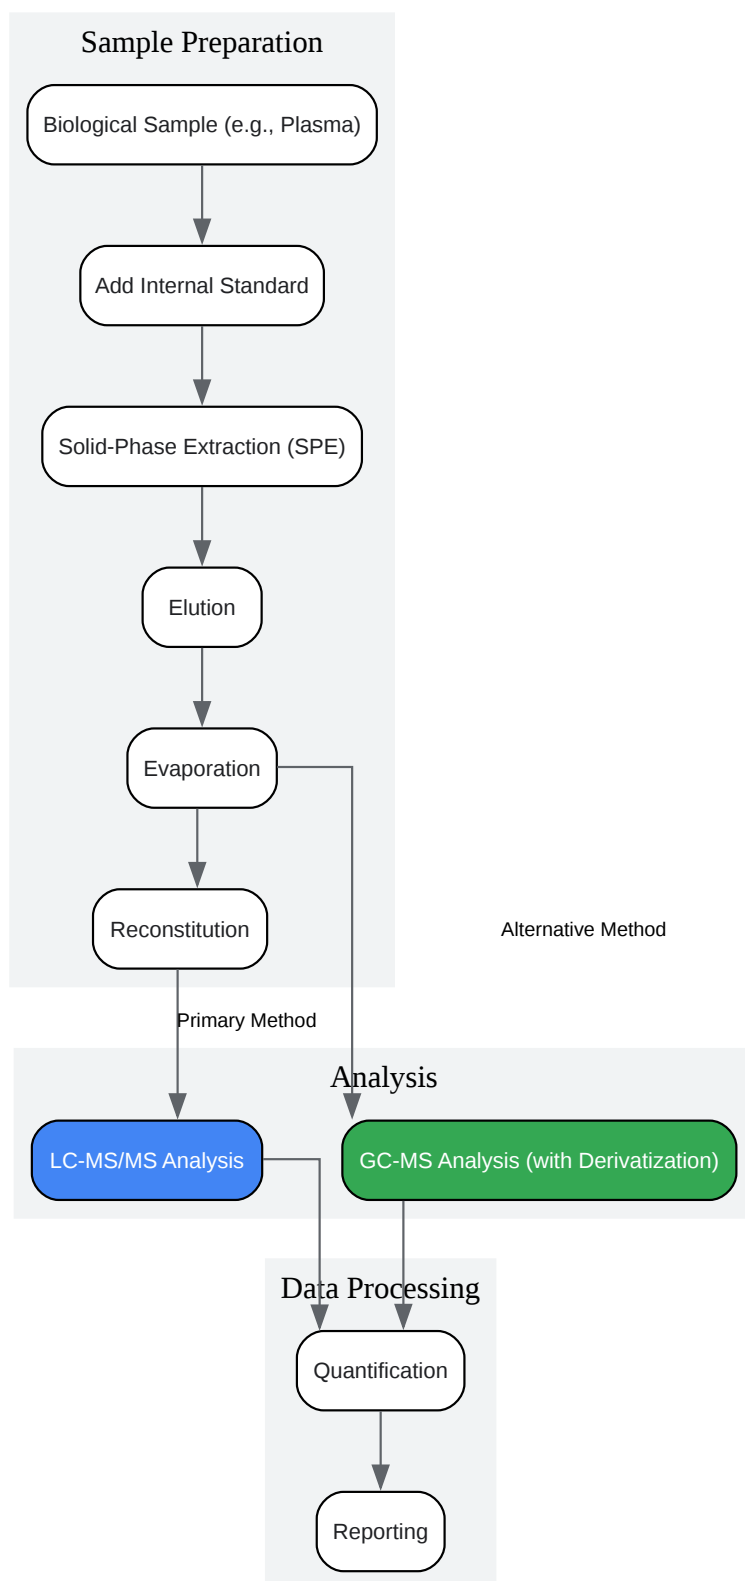 Sample Preparation
Biological Sample (e.g., Plasma)
Add Internal Standard
Solid-Phase Extraction (SPE)
Elution
Evaporation
Reconstitution
Alternative Method
Primary Method
Analysis
LC-MS/MS Analysis
GC-MS Analysis (with Derivatization)
Data Processing
Quantification
Reporting